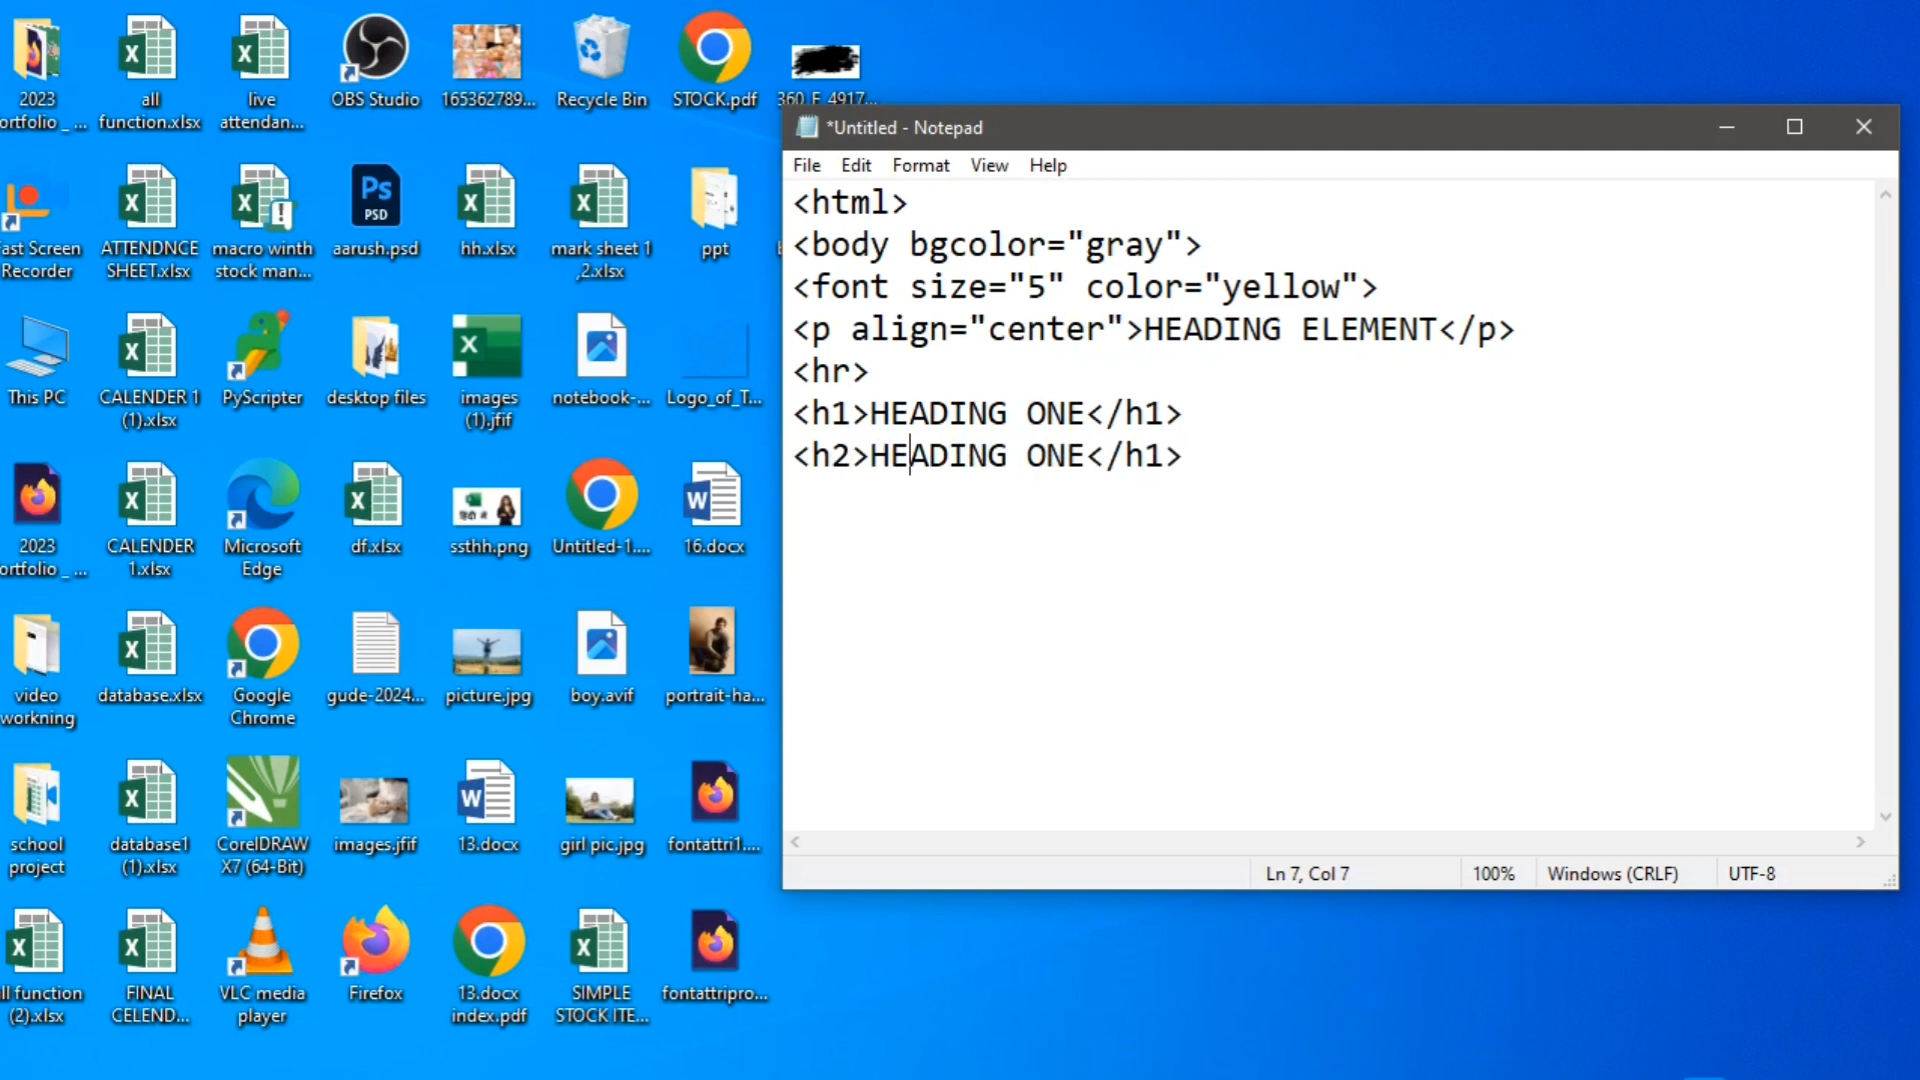 2023
ortfolio _ ...
all
function.xlsx
live
attendan...
OBS Studio
165362789...
Recycle Bin
STOCK.pdf
360_F_4917...
ast Screen
Recorder
ATTENDNCE
SHEET.xlsx
macro winth
stock man...
Ps
PSD
aarush.psd
hh.xlsx
mark sheet 1
,2.xlsx
ppt
This PC
CALENDER 1
(1).xlsx
PyScripter
desktop files
images
(1).jfif
notebook-...
Logo_of_T...
2023
ortfolio _ ...
CALENDER
1.xlsx
Microsoft
Edge
df.xlsx
हिंदी में
ssthh.png
Untitled-1....
16.docx
video
workning
database.xlsx
Google
Chrome
gude-2024...
picture.jpg
boy.avif
portrait-ha...
school
project
database1
(1).xlsx
CorelDRAW
X7 (64-Bit)
images.jfif
13.docx
girl pic.jpg
fontattri1....
ll function
(2).xlsx
FINAL
CELEND...
VLC media
player
Firefox
13.docx
index.pdf
SIMPLE
STOCK ITE...
fontattripro...
*Untitled - Notepad
File Edit Format View Help
<html>
<body bgcolor="gray">
<font size="5" color="yellow">
<p align="center">HEADING ELEMENT</p>
<hr>
<h1>HEADING ONE</h1>
<h2>HEADING ONE</h1>
Ln 7, Col 7 100% Windows (CRLF) UTF-8